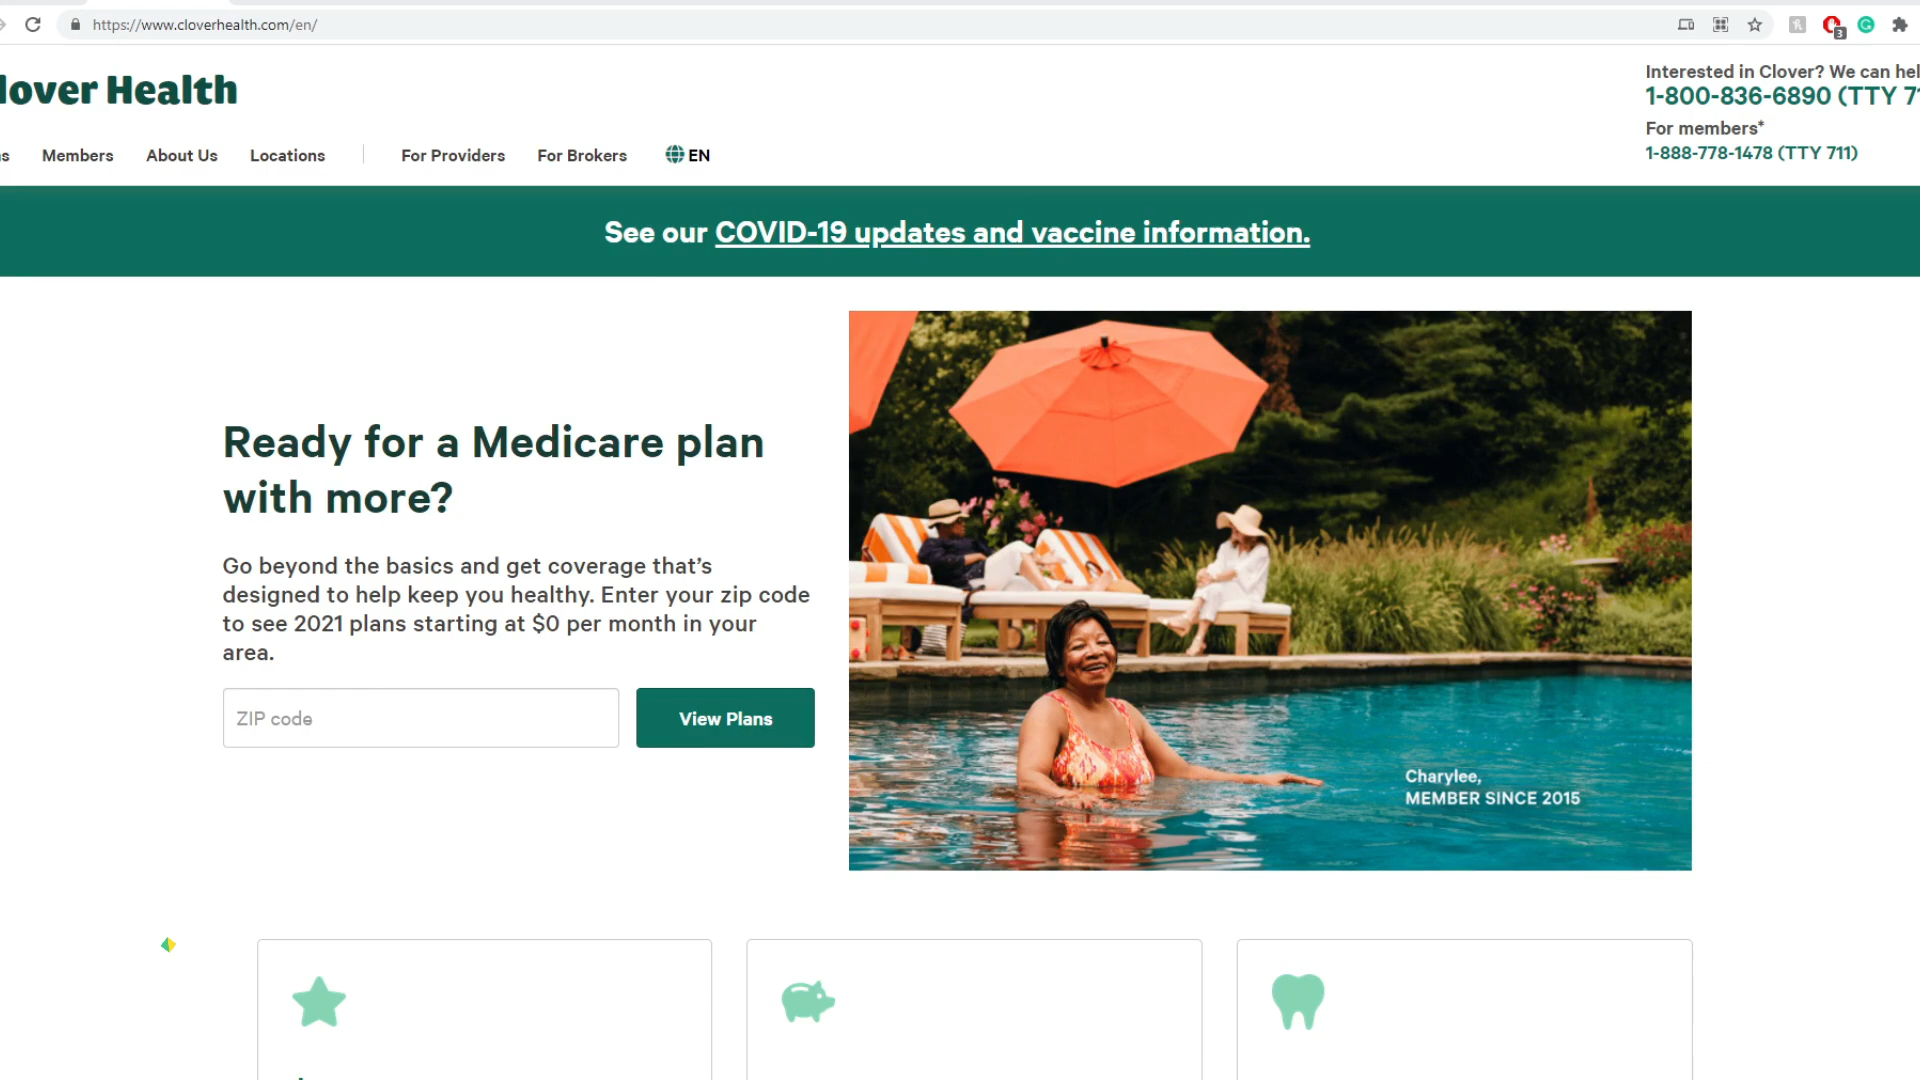 https://www.cloverhealth.com/en/
3
lover Health
Interested in Clover? We can hel
1-800-836-6890 (TTY 71
For members*
1-888-778-1478 (TTY 711)
s Members About Us Locations For Providers For Brokers EN
See our COVID-19 updates and vaccine information.
Ready for a Medicare plan
with more?
Go beyond the basics and get coverage that's
designed to help keep you healthy. Enter your zip code
to see 2021 plans starting at $0 per month in your
area.
ZIP code View Plans
Charylee,
MEMBER SINCE 2015